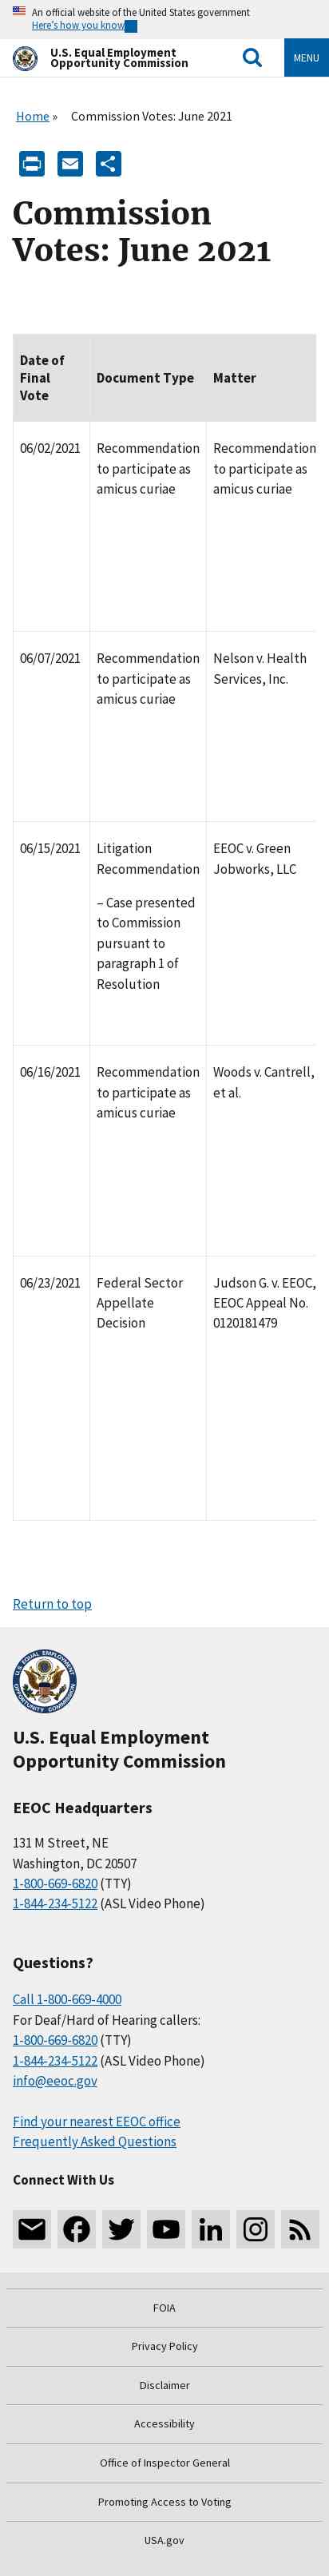 An official website of the United States government
Here's how you know
U.S. Equal Employment
Opportunity Commission
MENU
Home » Commission Votes: June 2021
Commission
Votes: June 2021
Date of
Final
Vote
Document Type
Matter
06/02/2021
Recommendation
to participate as
amicus curiae
Recommendation
to participate as
amicus curiae
06/07/2021
Recommendation
to participate as
amicus curiae
Nelson v. Health
Services, Inc.
06/15/2021
Litigation
Recommendation
– Case presented
to Commission
pursuant to
paragraph 1 of
Resolution
EEOC v. Green
Jobworks, LLC
06/16/2021
Recommendation
to participate as
amicus curiae
Woods v. Cantrell,
et al.
06/23/2021
Federal Sector
Appellate
Decision
Judson G. v. EEOC,
EEOC Appeal No.
0120181479
Return to top
U.S. EQUAL EMPLOYMENT OPPORTUNITY COMMISSION
U.S. Equal Employment
Opportunity Commission
EEOC Headquarters
131 M Street, NE
Washington, DC 20507
1-800-669-6820 (TTY)
1-844-234-5122 (ASL Video Phone)
Questions?
Call 1-800-669-4000
For Deaf/Hard of Hearing callers:
1-800-669-6820 (TTY)
1-844-234-5122 (ASL Video Phone)
info@eeoc.gov
Find your nearest EEOC office
Frequently Asked Questions
Connect With Us
FOIA
Privacy Policy
Disclaimer
Accessibility
Office of Inspector General
Promoting Access to Voting
USA.gov